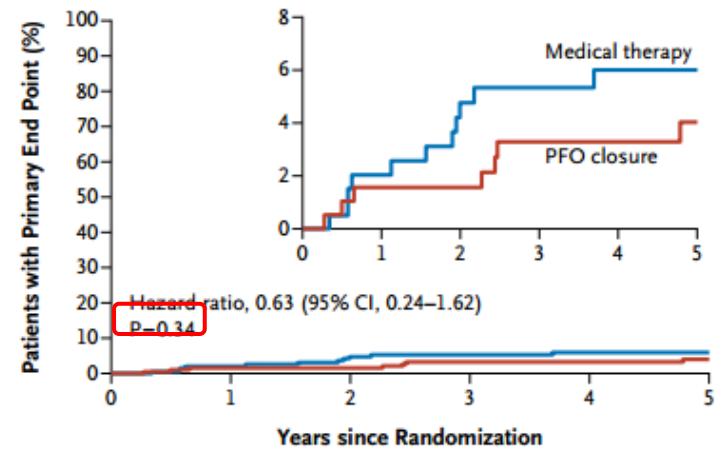 Patients with Primary End Point (%)
100
90
80
70
60
50
40
30
20
10
0
8
6
4
2
0
Medical therapy
PFO closure
0 1 2 3 4 5
Hazard ratio, 0.63 (95% CI, 0.24–1.62)
P=0.34
0 1 2 3 4 5
Years since Randomization